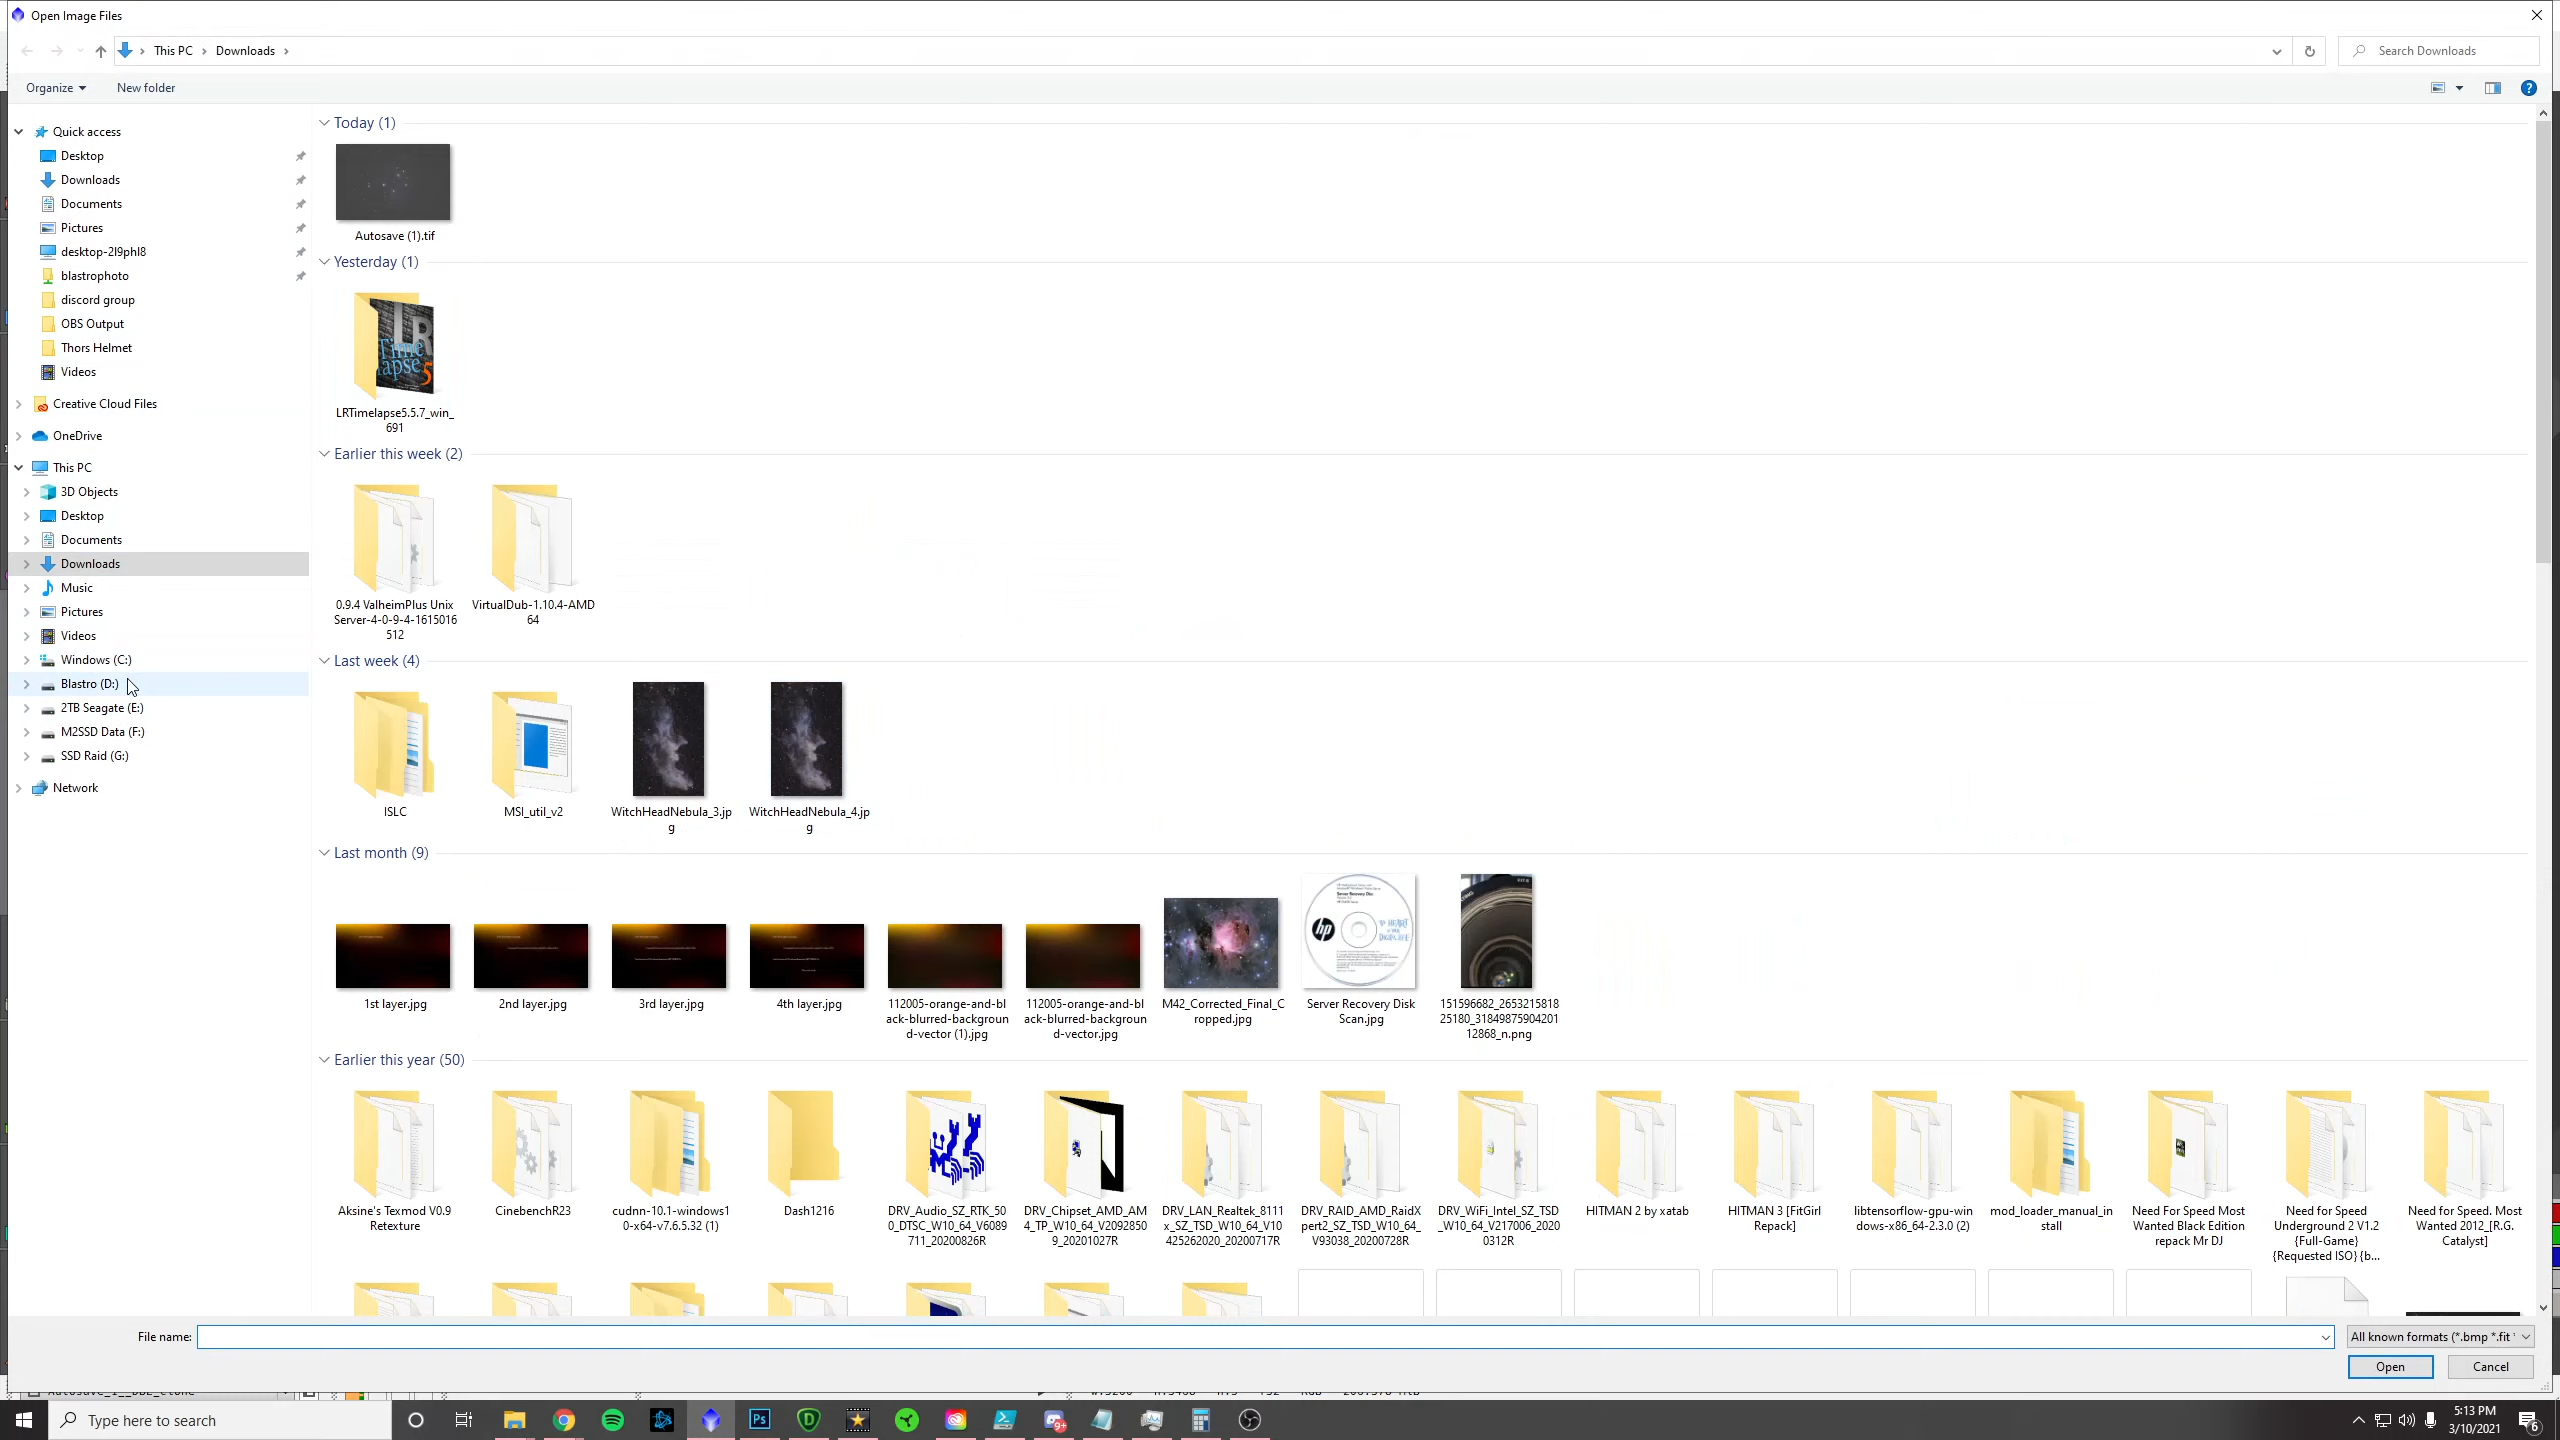 Open Image Files
This PC > Downloads >
Search Downloads
Organize
New folder
Quick access
Desktop
Downloads
Documents
Pictures
desktop-2l9phl8
blastrophoto
discord group
OBS Output
Thors Helmet
Videos
Creative Cloud Files
OneDrive
This PC
3D Objects
Desktop
Documents
Downloads
Music
Pictures
Videos
Windows (C:)
Blastro (D:)
2TB Seagate (E:)
M2SSD Data (F:)
SSD Raid (G:)
Network
Today (1)
Autosave (1).tif
Yesterday (1)
LRTimelapse5.5.7_win_
691
Earlier this week (2)
0.9.4 ValheimPlus Unix
Server-4-0-9-4-1615016
512
VirtualDub-1.10.4-AMD
64
Last week (4)
ISLC
MSI_util_v2
WitchHeadNebula_3.jp
g
WitchHeadNebula_4.jp
g
Last month (9)
1st layer.jpg
2nd layer.jpg
3rd layer.jpg
4th layer.jpg
112005-orange-and-bl
ack-blurred-backgroun
d-vector (1).jpg
112005-orange-and-bl
ack-blurred-backgroun
d-vector.jpg
M42_Corrected_Final_C
ropped.jpg
Server Recovery Disk
Scan.jpg
151596682_2653215818
25180_31849875904201
12868_n.png
Earlier this year (50)
Aksine's Texmod V0.9
Retexture
CinebenchR23
cudnn-10.1-windows1
0-x64-v7.6.5.32 (1)
Dash1216
DRV_Audio_SZ_RTK_50
0_DTSC_W10_64_V6089
711_20200826R
DRV_Chipset_AMD_AM
4_TP_W10_64_V2092850
9_20201027R
DRV_LAN_Realtek_8111
x_SZ_TSD_W10_64_V10
425262020_20200717R
DRV_RAID_AMD_RaidX
pert2_SZ_TSD_W10_64_
V93038_20200728R
DRV_WiFi_Intel_SZ_TSD
_W10_64_V217006_2020
0312R
HITMAN 2 by xatab
HITMAN 3 [FitGirl
Repack]
libtensorflow-gpu-win
dows-x86_64-2.3.0 (2)
mod_loader_manual_in
stall
Need For Speed Most
Wanted Black Edition
repack Mr DJ
Need for Speed
Underground 2 V1.2
{Full-Game}
{Requested ISO} {b...
Need for Speed. Most
Wanted 2012_[R.G.
Catalyst]
File name:
All known formats (*.bmp *.fit *
Open
Cancel
Type here to search
5:13 PM
3/10/2021